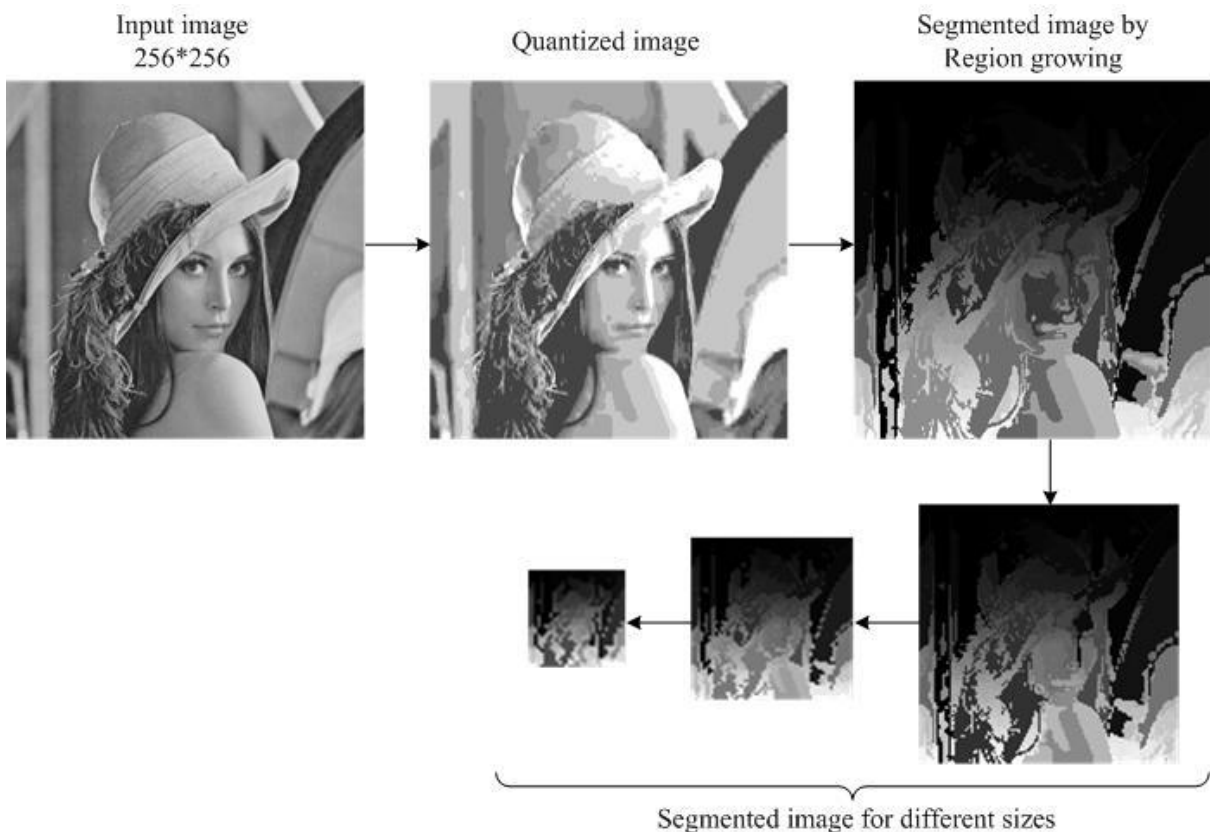 Input image
256*256
Quantized image
Segmented image by
Region growing
Segmented image for different sizes